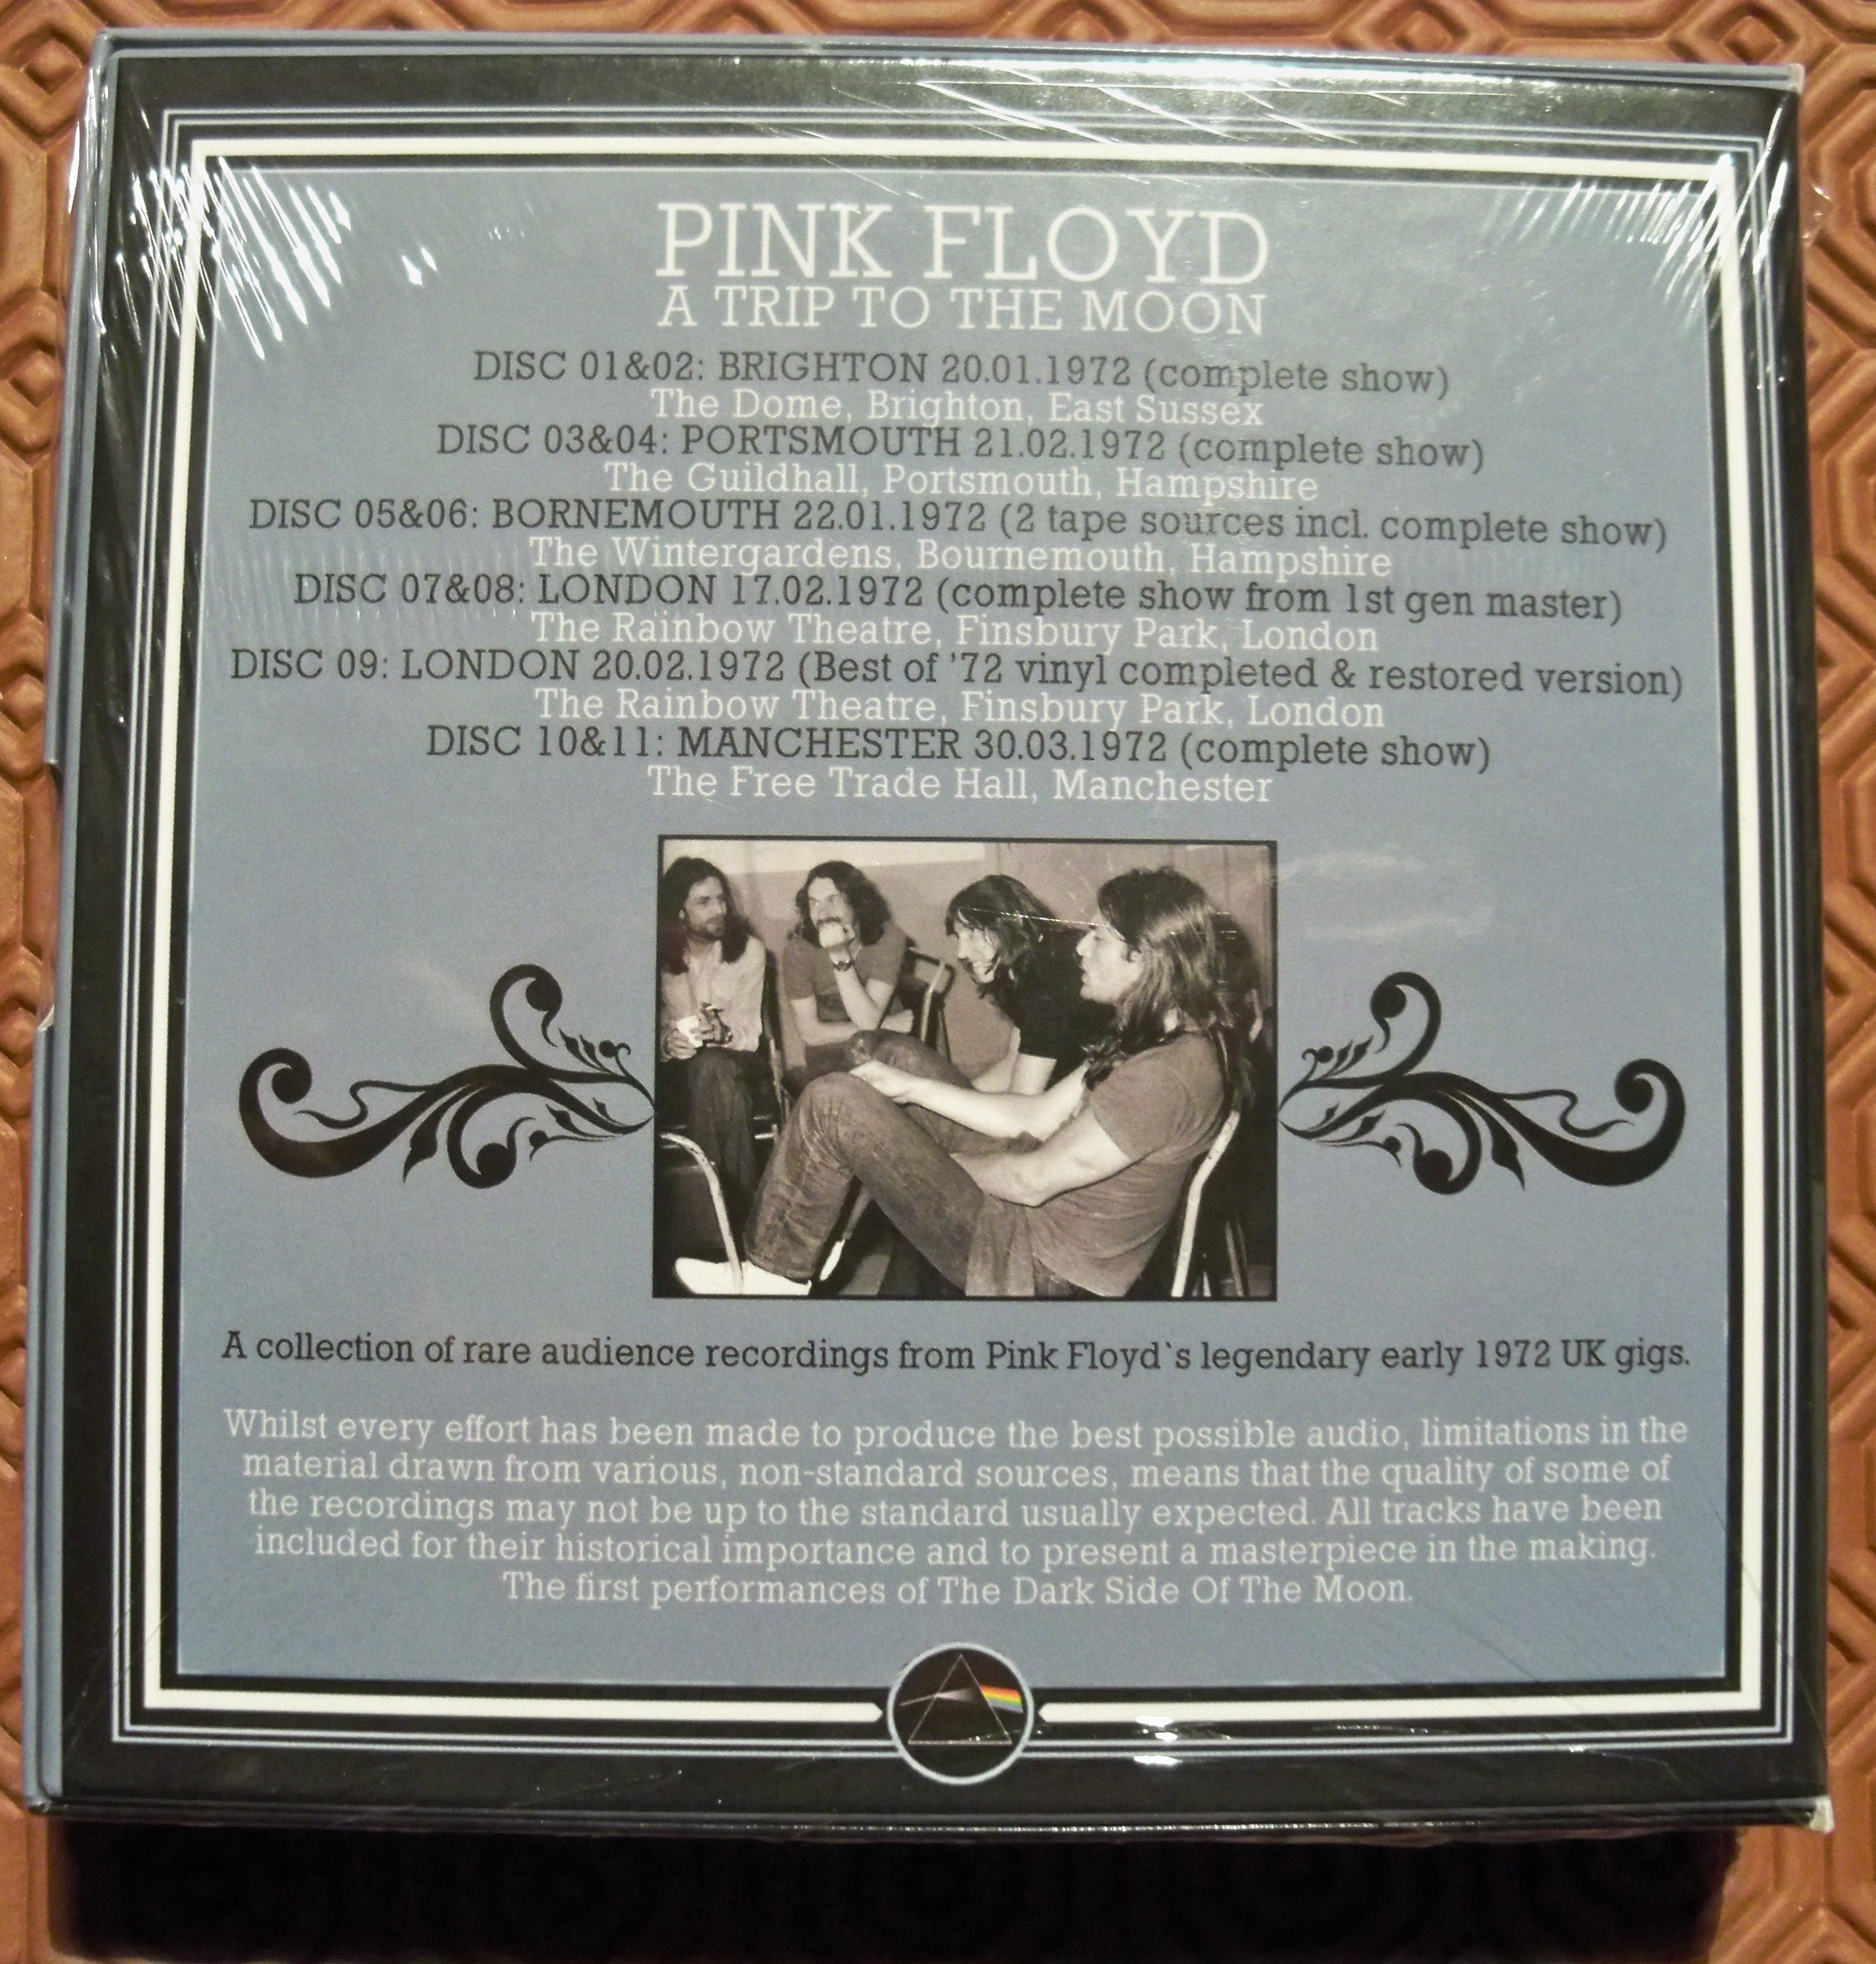 PINK FLOYD
A TRIP TO THE MOON
DISC 01&02: BRIGHTON 20.01.1972 (complete show)
The Dome, Brighton, East Sussex
DISC 03&04: PORTSMOUTH 21.02.1972 (complete show)
The Guildhall, Portsmouth, Hampshire
DISC 05&06: BORNEMOUTH 22.01.1972 (2 tape sources incl. complete show)
The Wintergardens, Bournemouth, Hampshire
DISC 07&08: LONDON 17.02.1972 (complete show from 1st gen master)
The Rainbow Theatre, Finsbury Park, London
DISC 09: LONDON 20.02.1972 (Best of '72 vinyl completed & restored version)
The Rainbow Theatre, Finsbury Park, London
DISC 10&11: MANCHESTER 30.03.1972 (complete show)
The Free Trade Hall, Manchester
A collection of rare audience recordings from Pink Floyd`s legendary early 1972 UK gigs.
Whilst every effort has been made to produce the best possible audio, limitations in the
material drawn from various, non-standard sources, means that the quality of some of
the recordings may not be up to the standard usually expected. All tracks have been
included for their historical importance and to present a masterpiece in the making.
The first performances of The Dark Side Of The Moon.